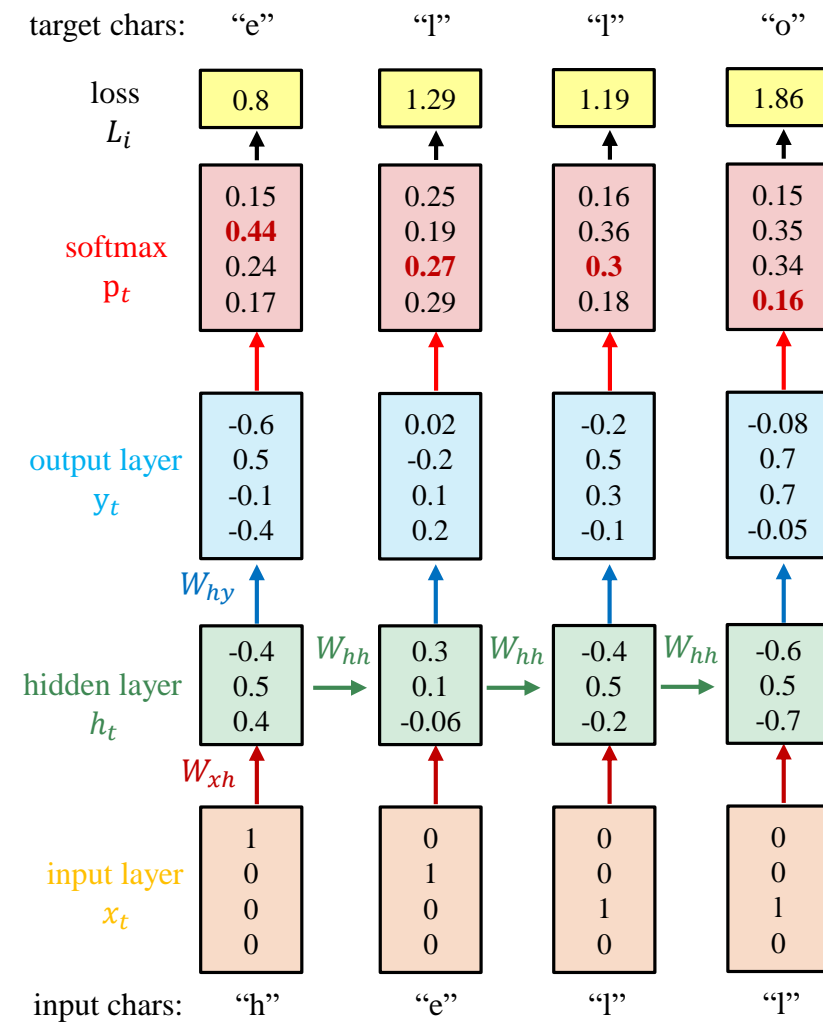 target chars: “e” “l” “l” “o”
loss
L_i
0.8 1.29 1.19 1.86
softmax
p_t
0.15 0.25 0.16 0.15
0.44 0.19 0.36 0.35
0.24 0.27 0.3 0.34
0.17 0.29 0.18 0.16
output layer
y_t
-0.6 0.02 -0.2 -0.08
0.5 -0.2 0.5 0.7
-0.1 0.1 0.3 0.7
-0.4 0.2 -0.1 -0.05
W_hy
hidden layer
h_t
W_hh W_hh W_hh
-0.4 0.3 -0.4 -0.6
0.5 0.1 0.5 0.5
0.4 -0.06 -0.2 -0.7
W_xh
input layer
x_t
1 0 0 0
0 1 0 0
0 0 1 1
0 0 0 0
input chars: “h” “e” “l” “l”